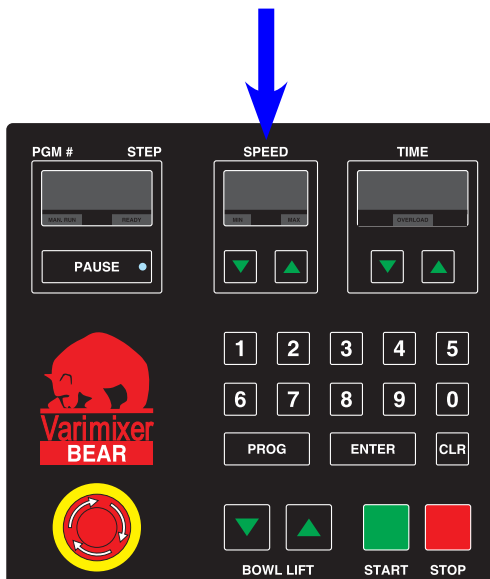 PGM # STEP SPEED TIME
MAN. RUN READY MIN MAX OVERLOAD
PAUSE
1 2 3 4 5
6 7 8 9 0
Varimixer
BEAR
PROG ENTER CLR
BOWL LIFT START STOP